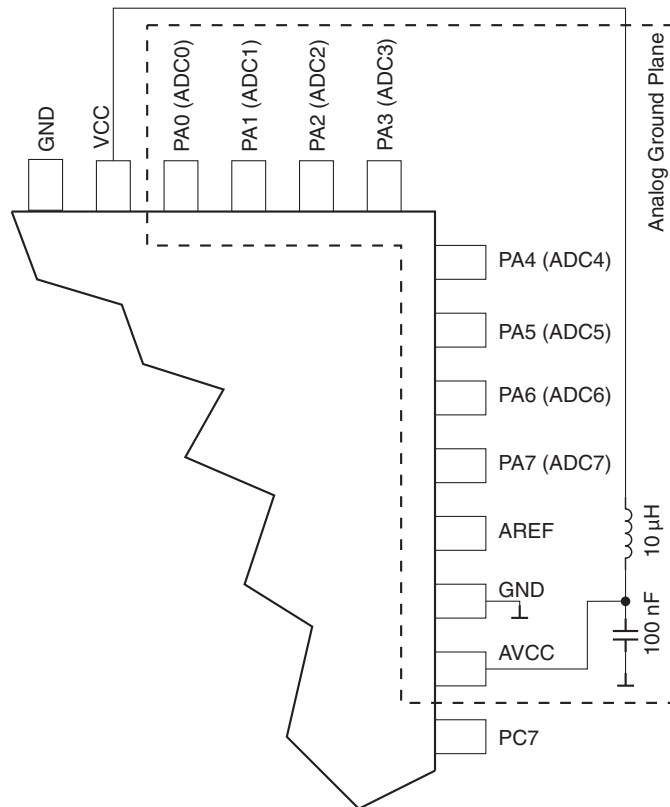 GND
VCC
PA0 (ADC0)
PA1 (ADC1)
PA2 (ADC2)
PA3 (ADC3)
Analog Ground Plane
PA4 (ADC4)
PA5 (ADC5)
PA6 (ADC6)
PA7 (ADC7)
AREF
10 μH
GND
AVCC
100 nF
PC7